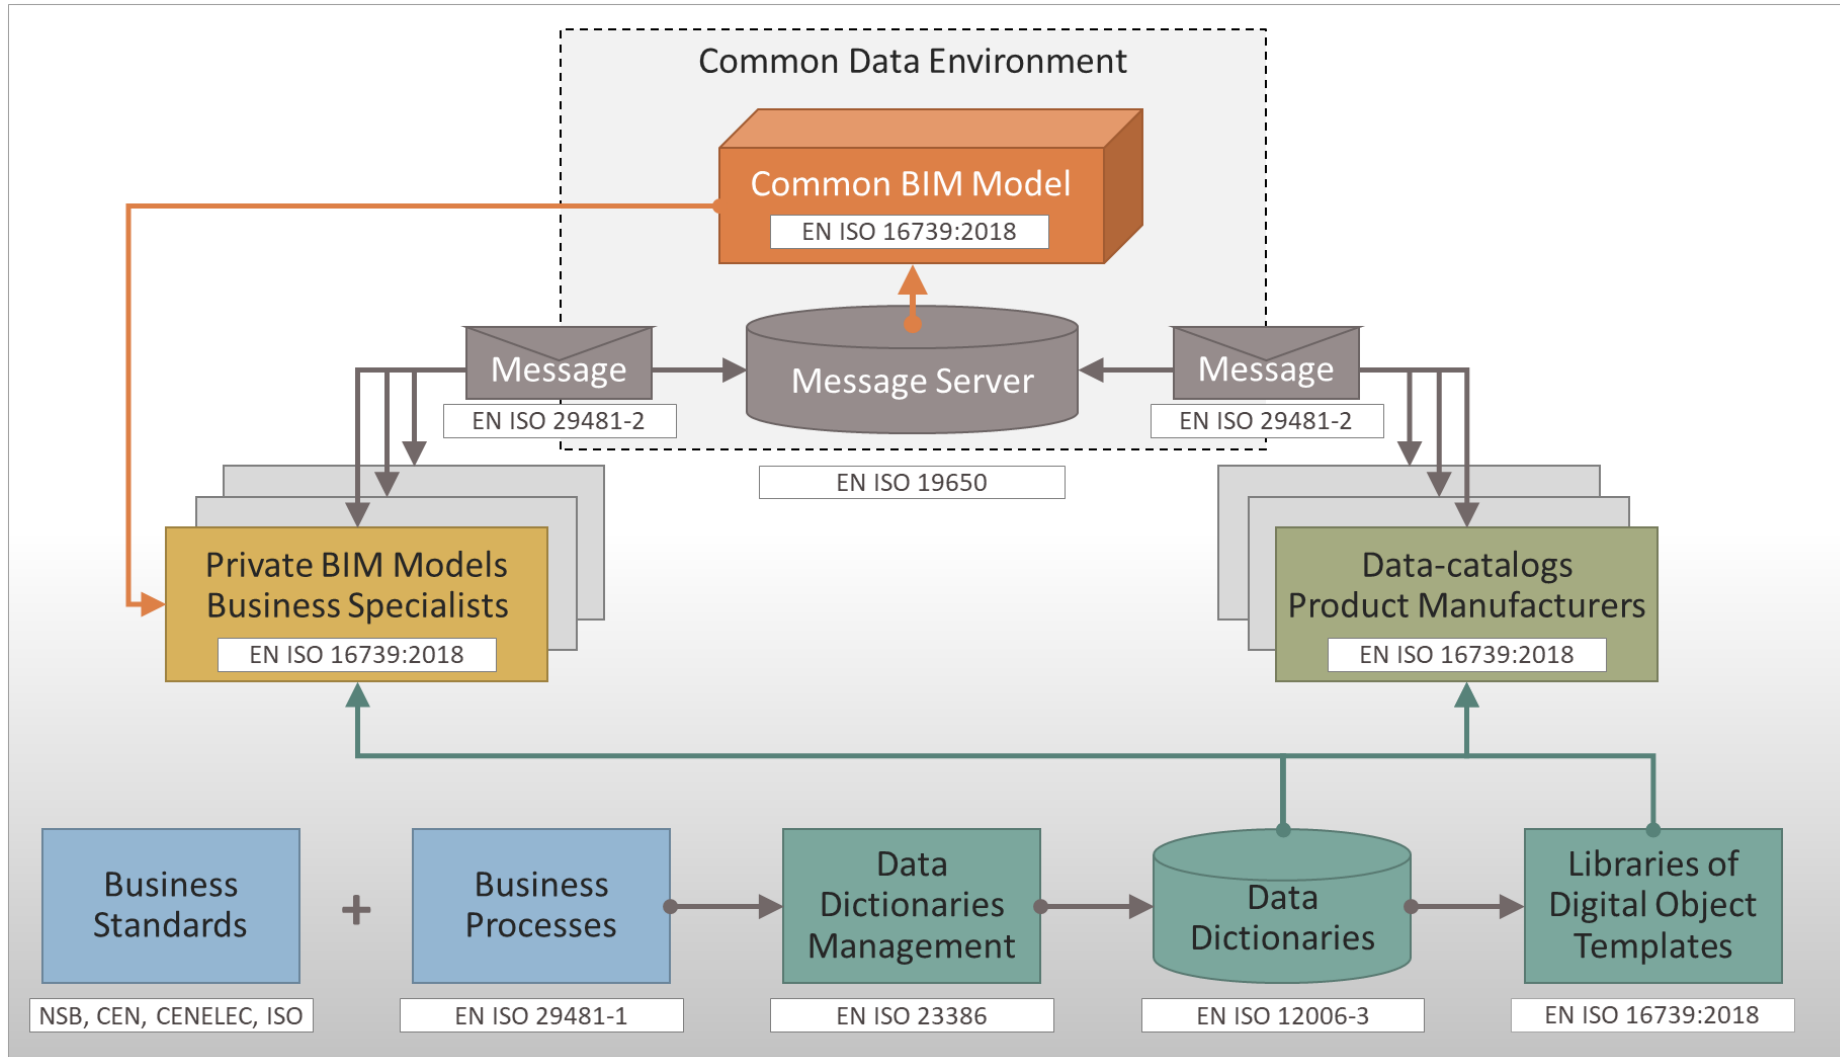 Common Data Environment
Common BIM Model
EN ISO 16739:2018
Message
EN ISO 29481-2
Message Server
Message
EN ISO 29481-2
EN ISO 19650
Private BIM Models
Business Specialists
EN ISO 16739:2018
Data-catalogs
Product Manufacturers
EN ISO 16739:2018
Business
Standards
NSB, CEN, CENELEC, ISO
+
Business
Processes
EN ISO 29481-1
Data
Dictionaries
Management
EN ISO 23386
Data
Dictionaries
EN ISO 12006-3
Libraries of
Digital Object
Templates
EN ISO 16739:2018